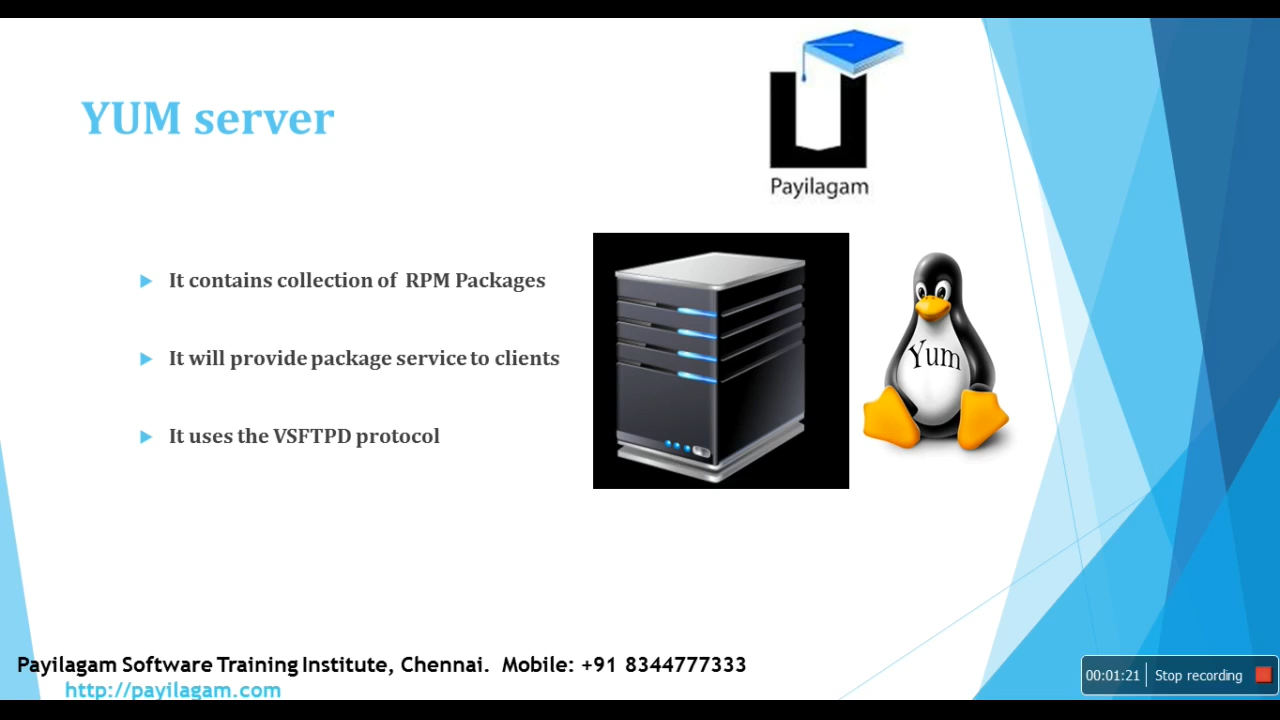 YUM server
Payilagam
It contains collection of RPM Packages
It will provide package service to clients
It uses the VSFTPD protocol
Yum
Payilagam Software Training Institute, Chennai. Mobile: +91 8344777333
http://payilagam.com
00:01:21 Stop recording